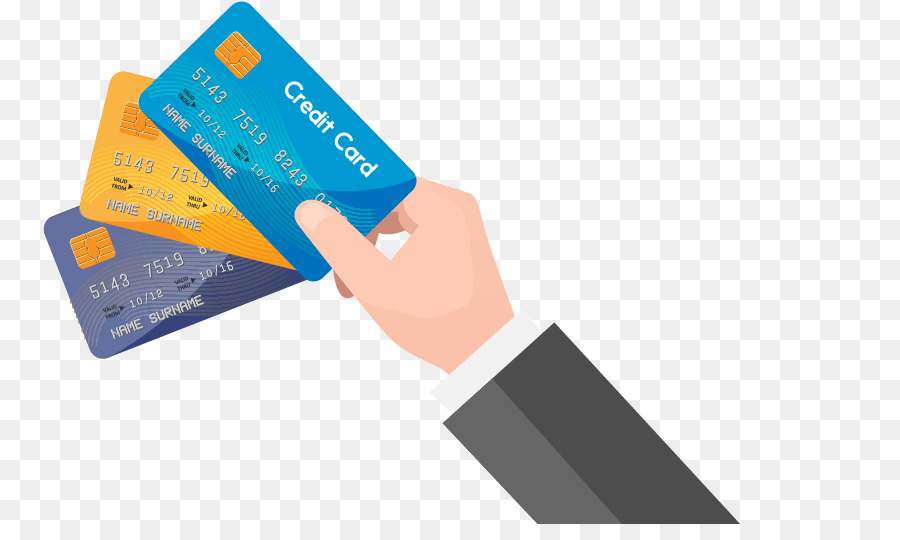 Credit Card
5143 7519 8243
VALID
FROM
10/12
VALID
THRU
10/16
NAME SURNAME
5143 7519
VALID
FROM
10/12
VALID
THRU
NAME SURNAME
5143 7519
VALID
FROM
10/12
VALID
THRU
10/16
NAME SURNAME